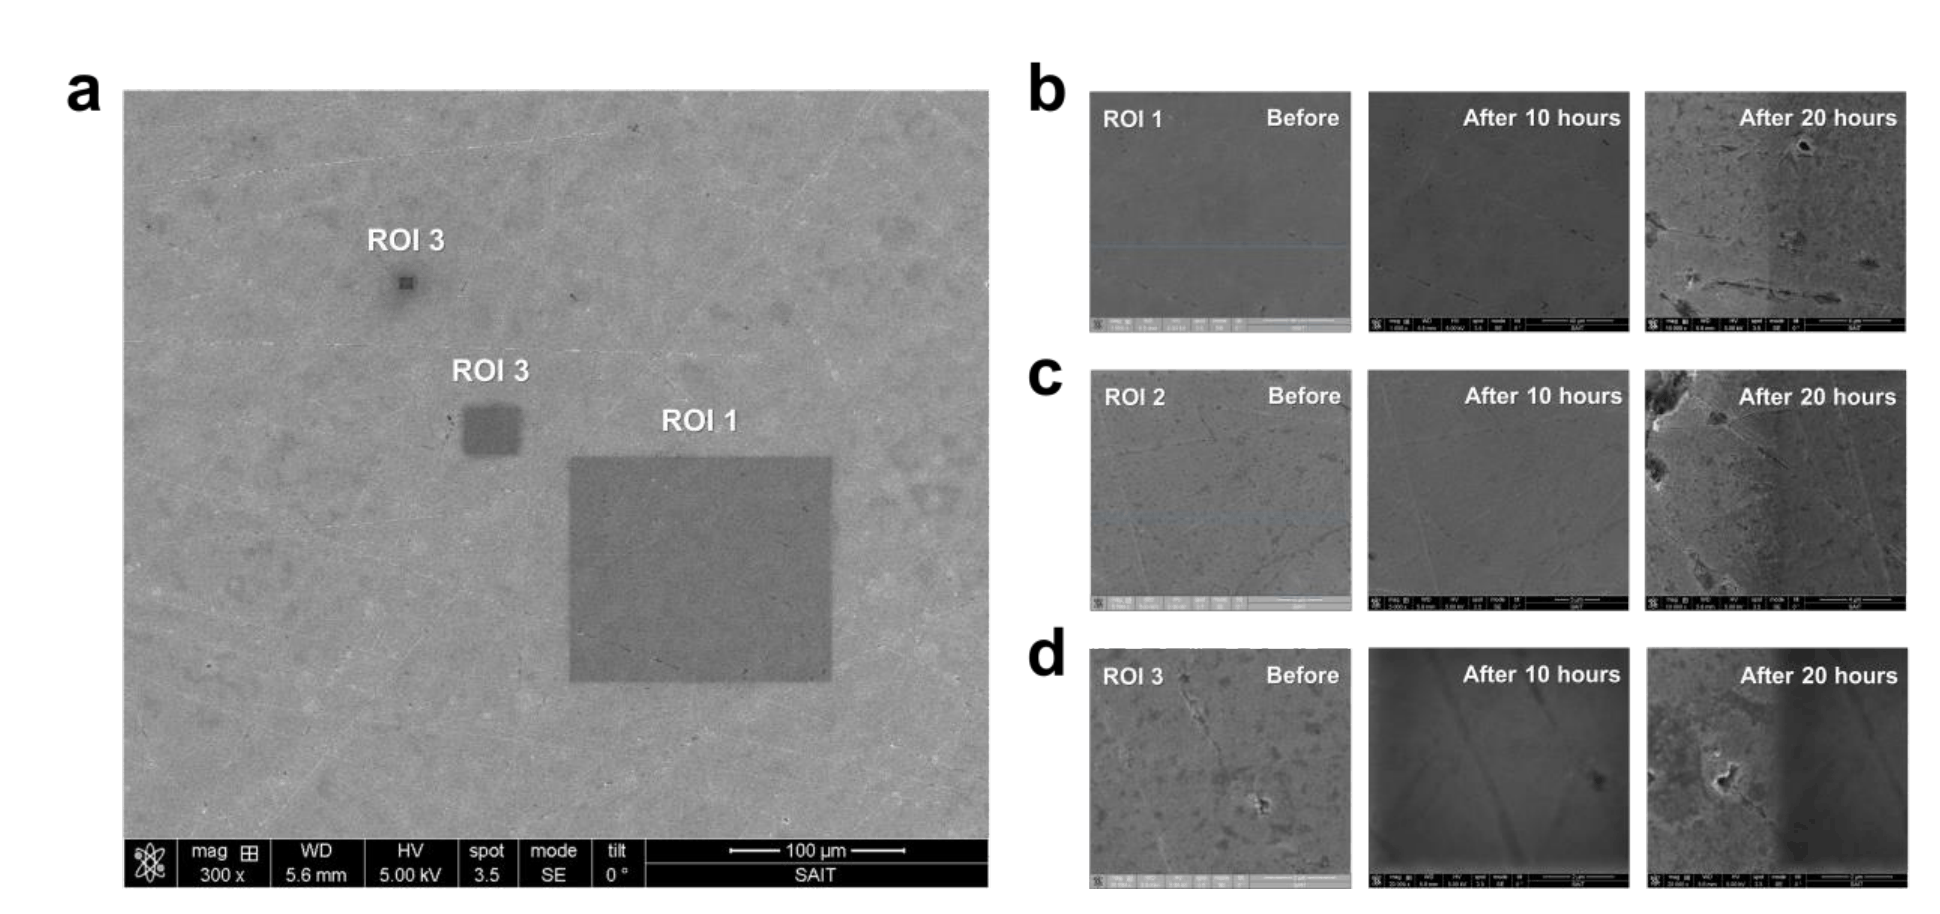 a
ROI 3
ROI 3
ROI 1
mag WD HV spot mode tilt 100 µm
300 x 5.6 mm 5.00 kV 3.5 SE 0 ° SAIT
b
ROI 1 Before
After 10 hours
After 20 hours
c
ROI 2 Before
After 10 hours
After 20 hours
d
ROI 3 Before
After 10 hours
After 20 hours